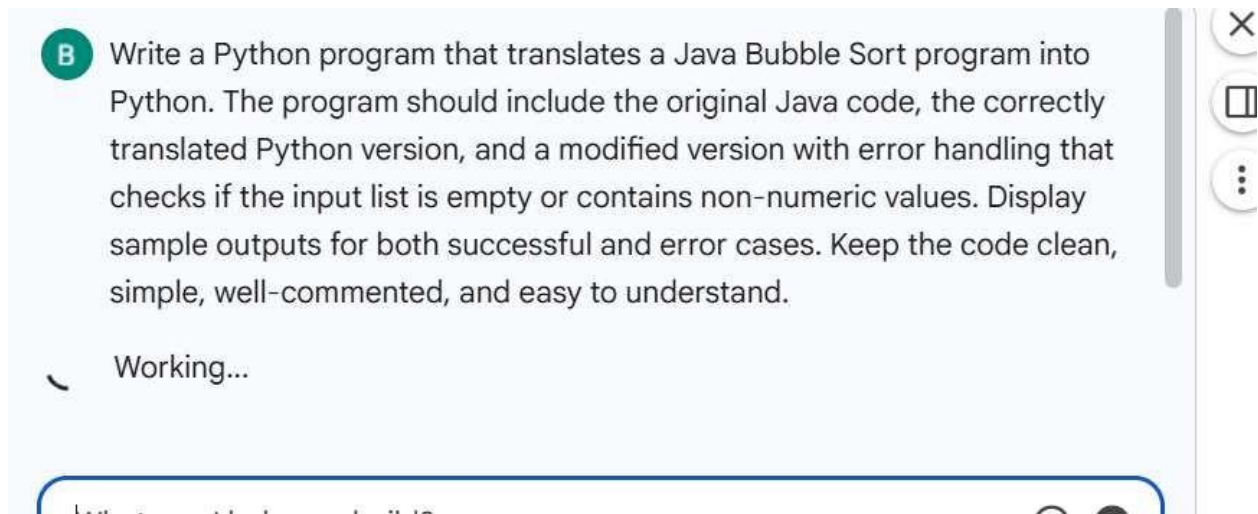 B Write a Python program that translates a Java Bubble Sort program into
Python. The program should include the original Java code, the correctly
translated Python version, and a modified version with error handling that
checks if the input list is empty or contains non-numeric values. Display
sample outputs for both successful and error cases. Keep the code clean,
simple, well-commented, and easy to understand.
Working...